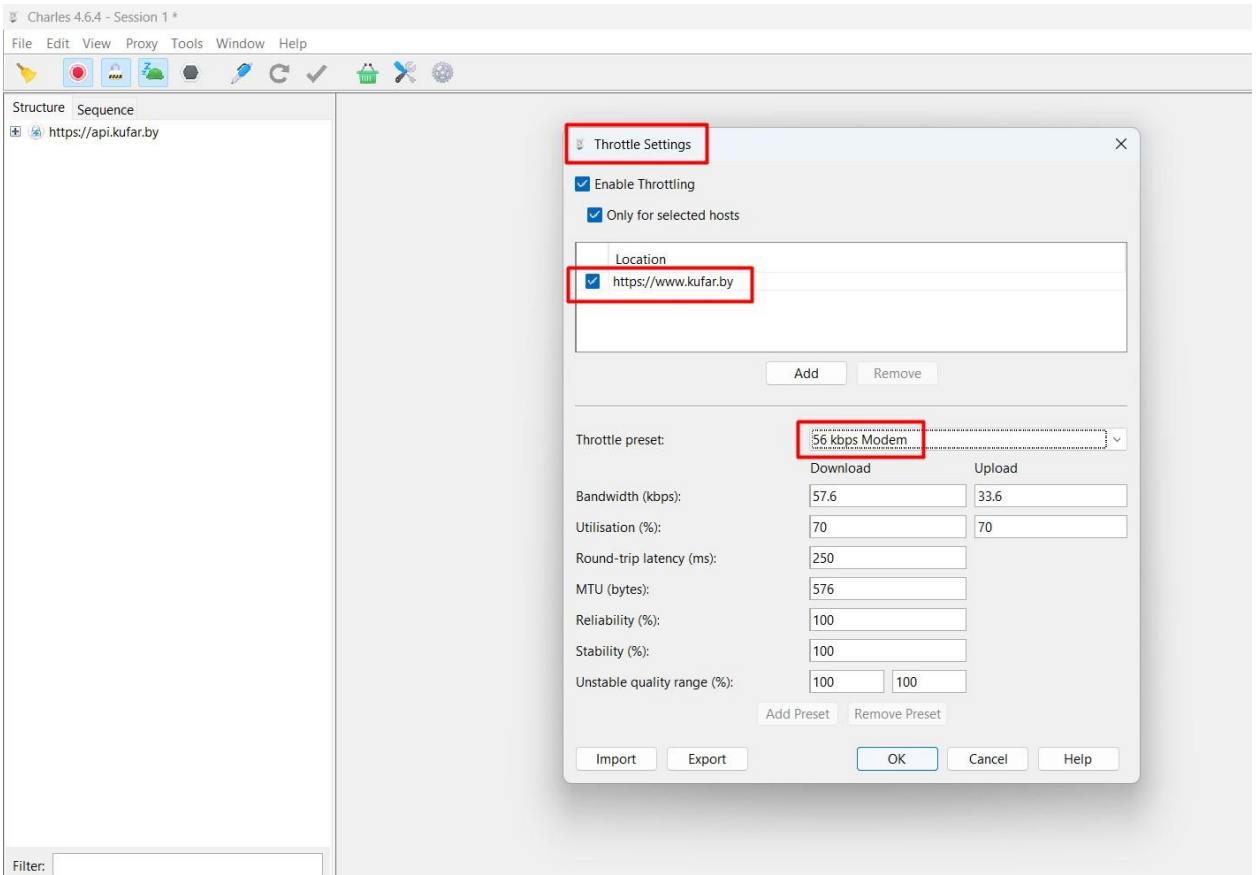 Charles 4.6.4 - Session 1 *
File Edit View Proxy Tools Window Help
Structure Sequence
https://api.kufar.by
Throttle Settings
Enable Throttling
Only for selected hosts
Location
https://www.kufar.by
Add Remove
Throttle preset: 56 kbps Modem
Download Upload
Bandwidth (kbps): 57.6 33.6
Utilisation (%): 70 70
Round-trip latency (ms): 250
MTU (bytes): 576
Reliability (%): 100
Stability (%): 100
Unstable quality range (%): 100 100
Add Preset Remove Preset
Import Export OK Cancel Help
Filter: